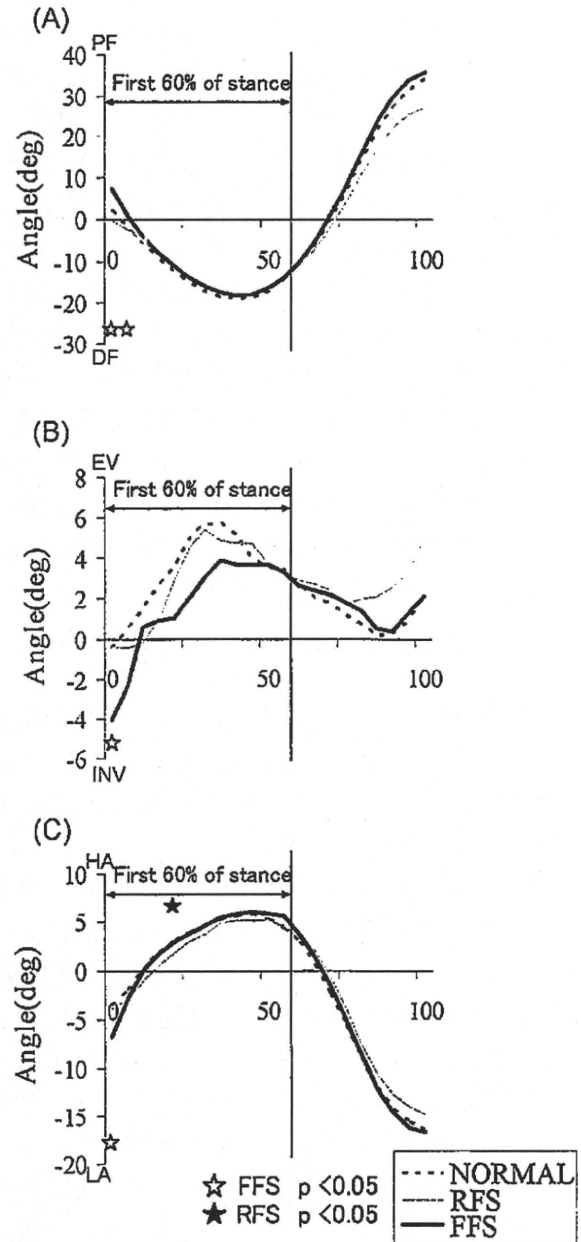 (A)
PF
40
First 60% of stance
30
20
10
0
0 50 100
-10
-20
-30
DF
Angle(deg)
(B)
EV
8
First 60% of stance
6
4
2
0
0 50 100
-2
-4
-6
INV
Angle(deg)
(C)
HA
10
First 60% of stance
5
0
0 50 100
-5
-10
-15
-20
LA
Angle(deg)
☆ FFS p <0.05
★ RFS p <0.05
NORMAL
RFS
FFS